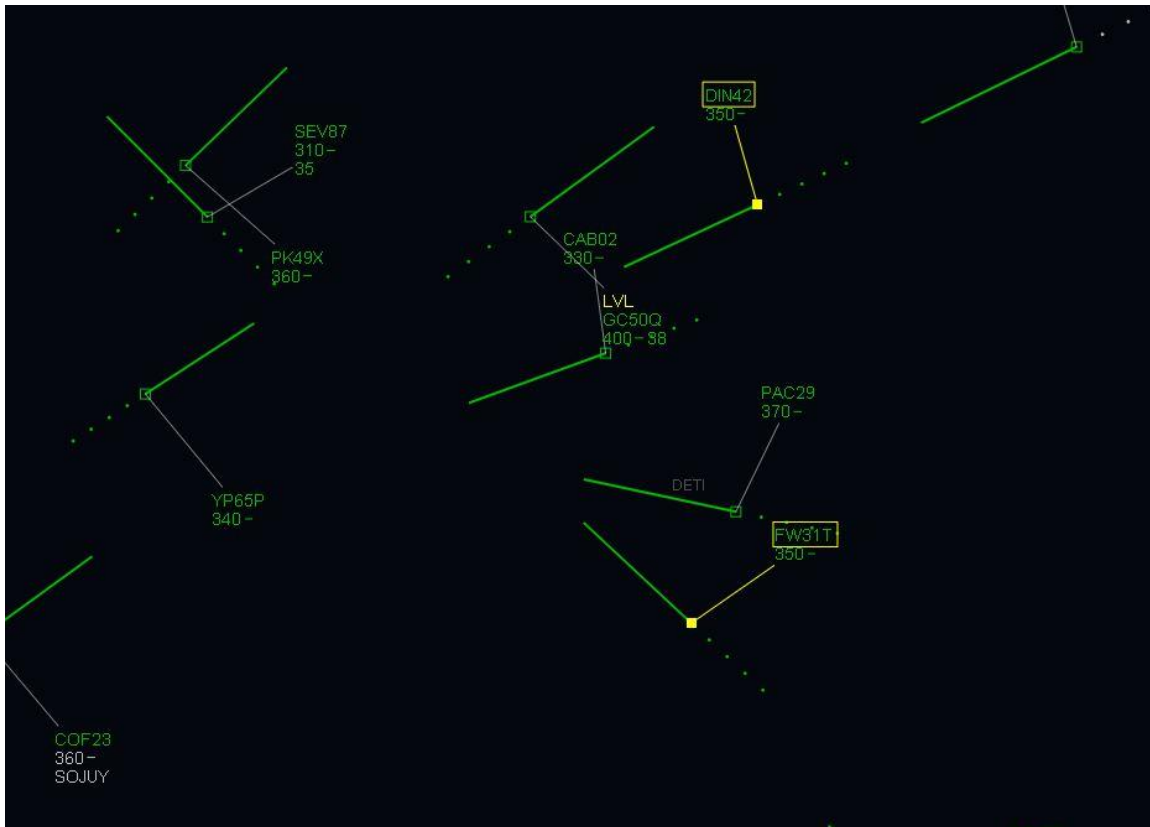 DIN42
350-
SEV87
310-
35
CAB02
330-
PK49X
360-
LVL
GC50Q
400-38
PAC29
370-
DETI
YP65P
340-
FW31T
350-
COF23
360-
SOJUY